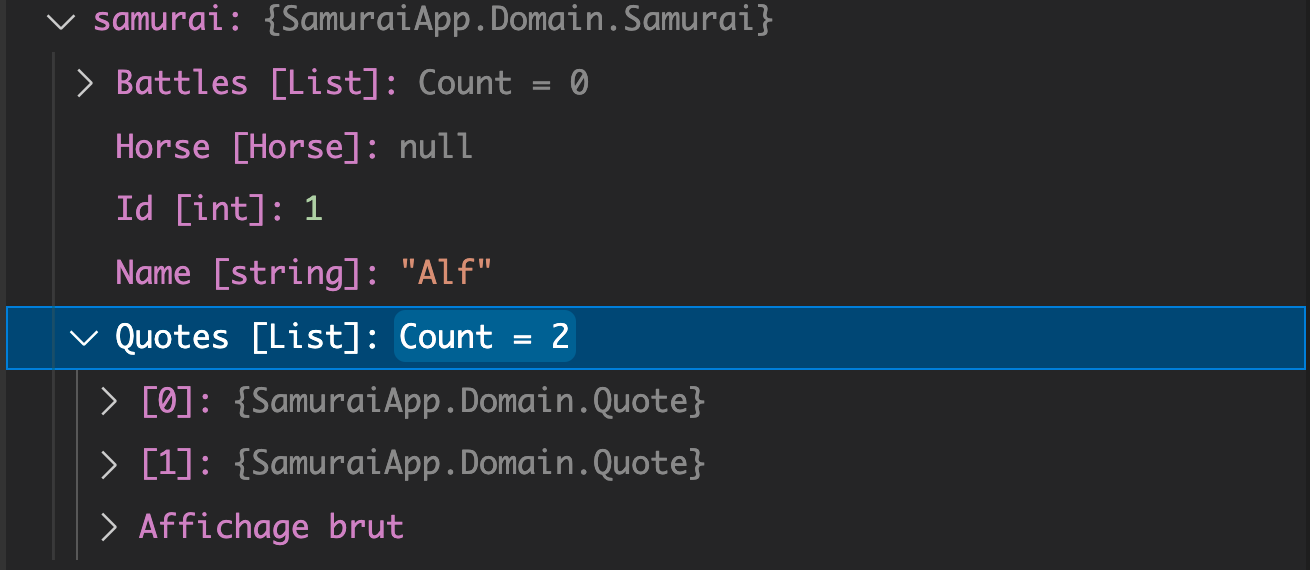 samurai: {SamuraiApp.Domain.Samurai}
Battles [List]: Count = 0
Horse [Horse]: null
Id [int]: 1
Name [string]: "Alf"
Quotes [List]: Count = 2
[0]: {SamuraiApp.Domain.Quote}
[1]: {SamuraiApp.Domain.Quote}
Affichage brut